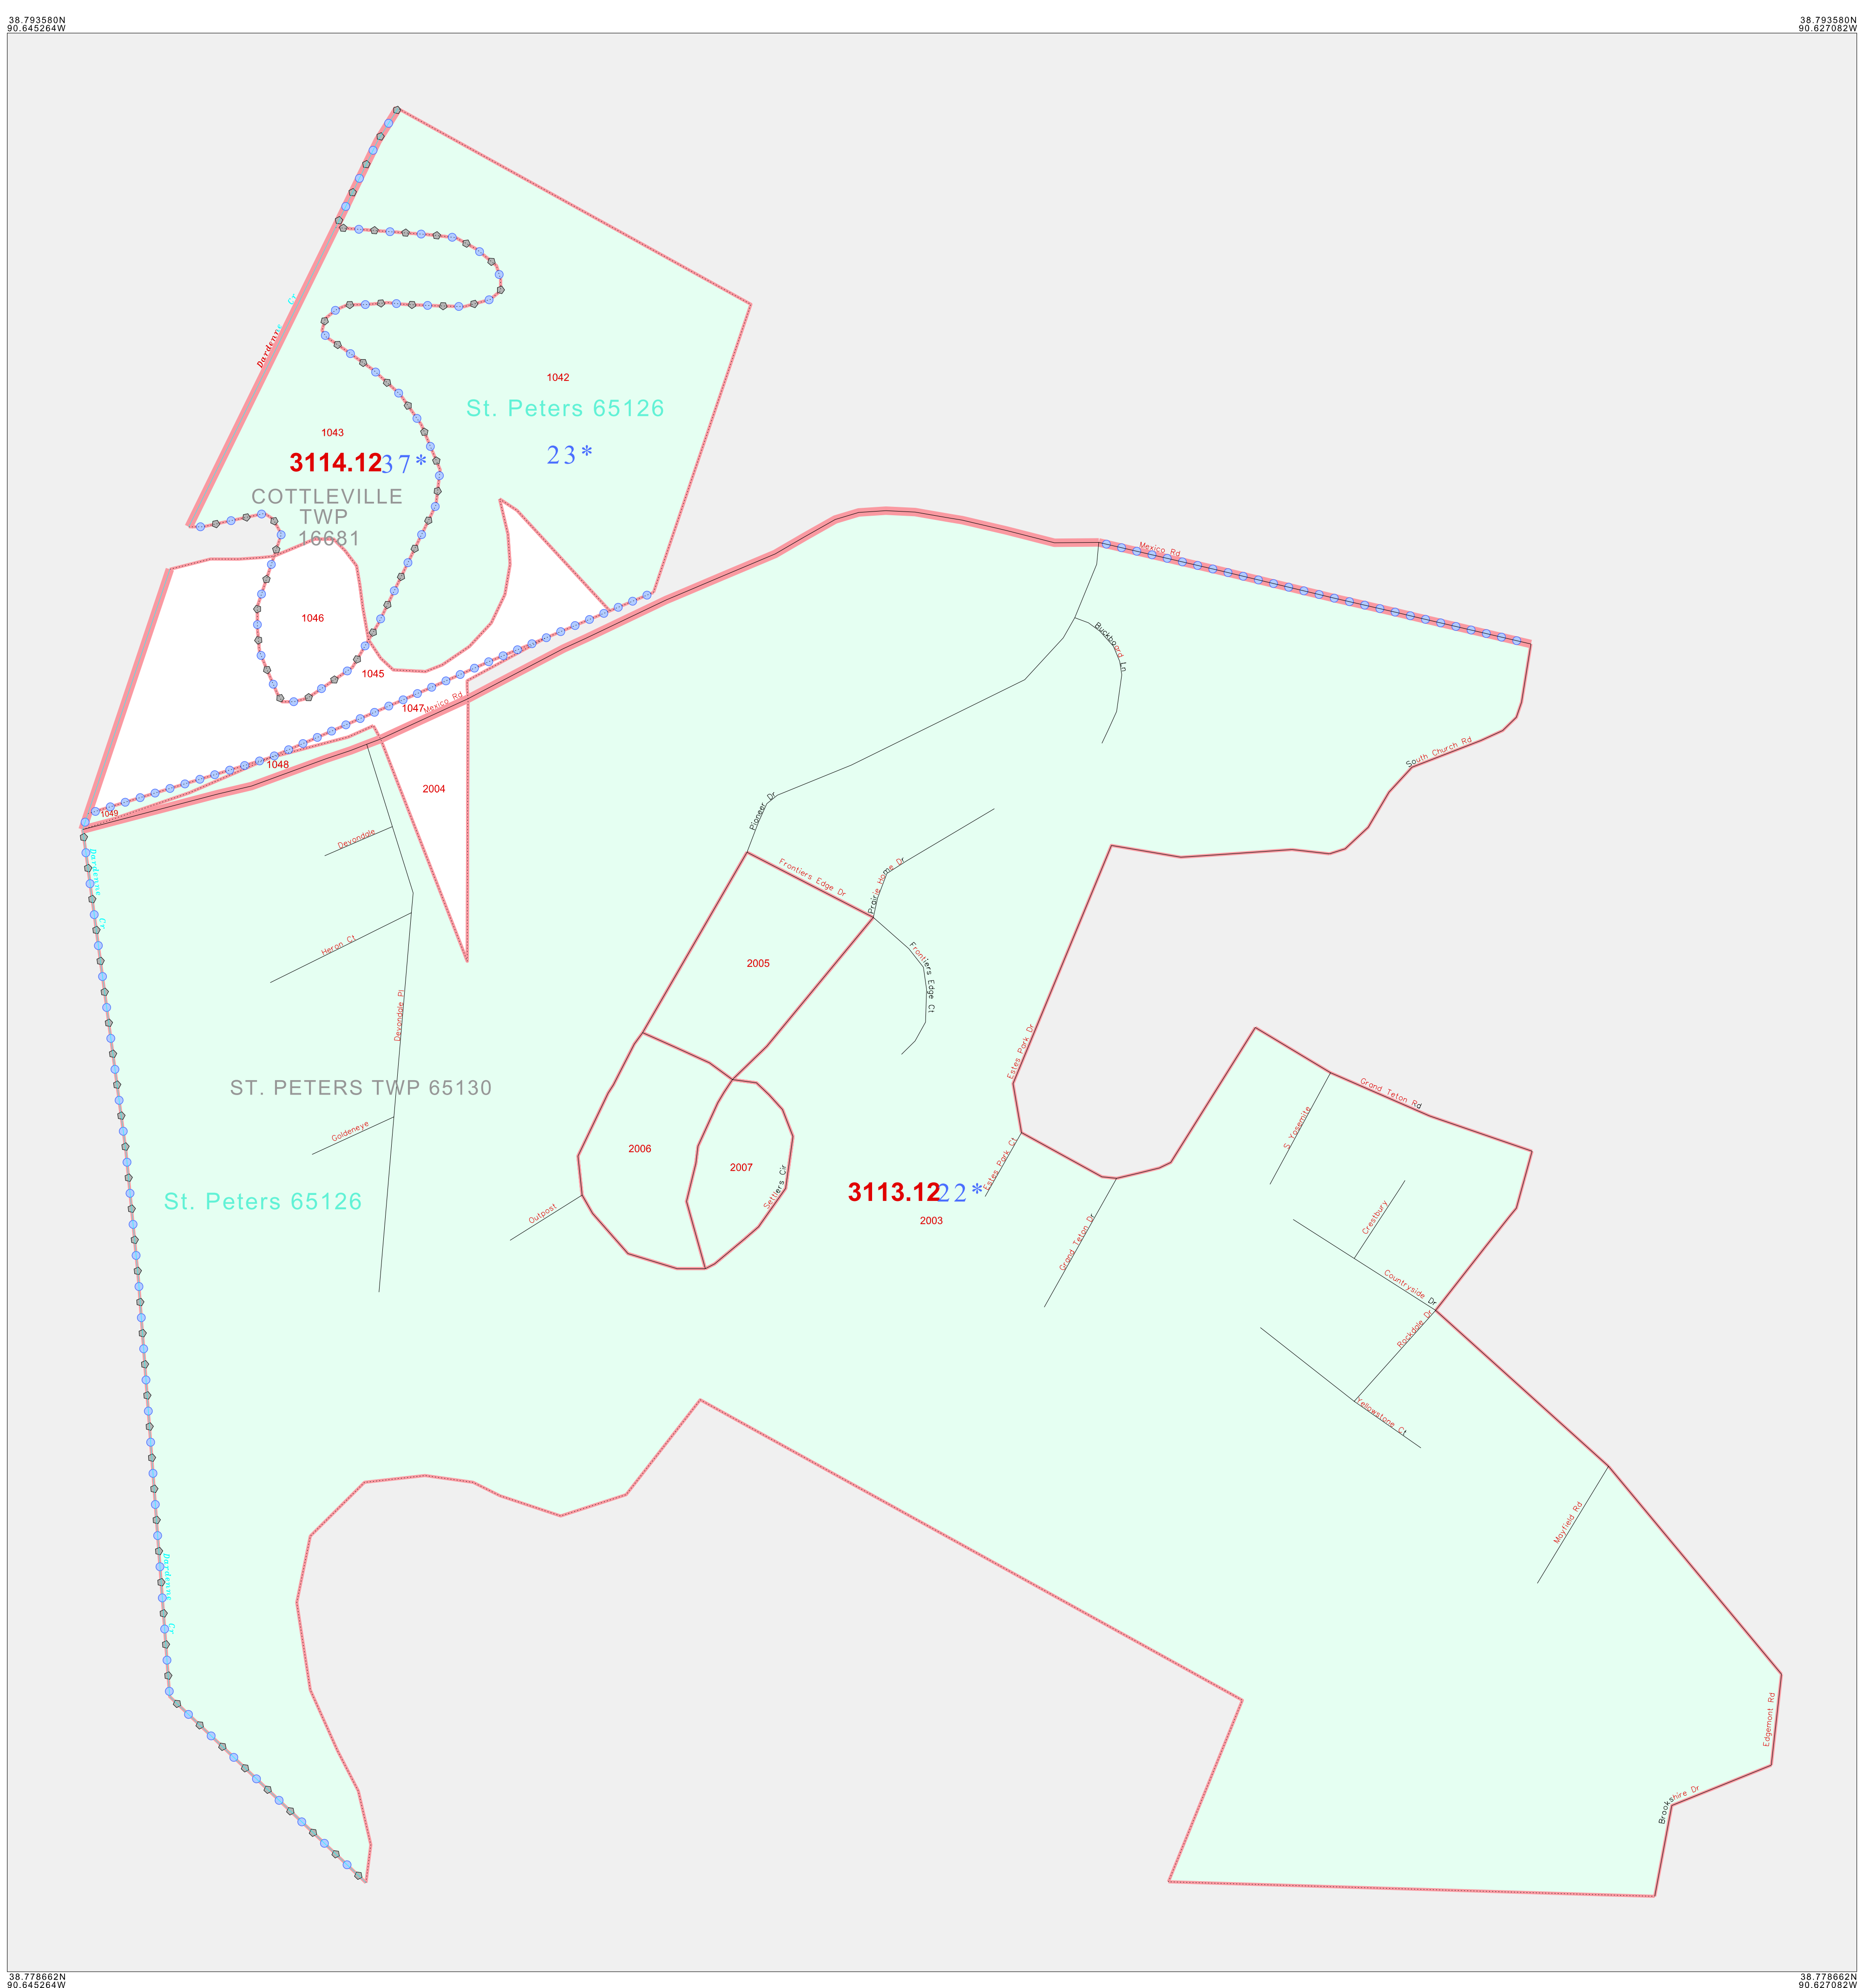 38.793580N
90.645264W
38.793580N
90.627082W
1042
St. Peters 65126
23*
1043
3114.12
37*
COTTLEVILLE
TWP
16681
Mexico Rd
1046
1045
1047
Mexico Rd
1048
1049
2004
Buckboard Ln
South Church Rd
Pioneer Dr
Devondale
Frontiers Edge Dr
Prairie Home Dr
Dardenne Cr
Heron Ct
2005
Frontiers Edge Ct
Devondale Pl
Estes Park Dr
ST. PETERS TWP 65130
Grand Teton Rd
S. Yosemite
Goldeneye
2006
2007
Estes Park Ct
Settlers Cir
St. Peters 65126
3113.12
22*
2003
Outpost
Crestbury
Grand Teton Dr
Countryside Dr
Rockdale Dr
Yellowstone Ct
Mayfield Rd
Dardenne Cr
Edgemont Rd
Brookshire Dr
38.778662N
90.645264W
38.778662N
90.627082W